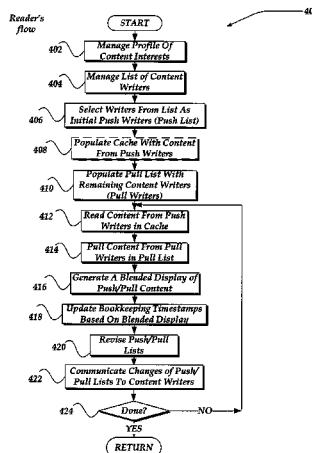 Reader's
flow
START
402
Manage Profile Of
Content Interests
404
Manage List of Content
Writers
406
Select Writers From List As
Initial Push Writers (Push List)
408
Populate Cache With Content
From Push Writers
410
Populate Pull List With
Remaining Content Writers
(Pull Writers)
412
Read Content From Push
Writers in Cache
414
Pull Content From Pull
Writers in Pull List
416
Generate A Blended Display of
Push/Pull Content
418
Update Bookkeeping Timestamps
Based On Blended Display
420
Revise Push/Pull
Lists
422
Communicate Changes of Push/
Pull Lists To Content Writers
424
Done?
NO
YES
RETURN